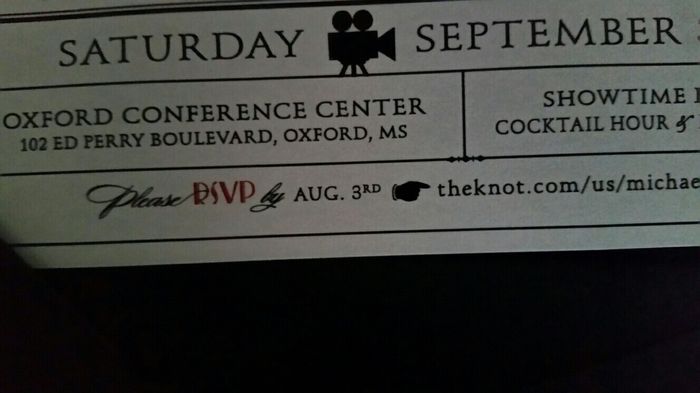 SATURDAY SEPTEMBER
OXFORD CONFERENCE CENTER
102 ED PERRY BOULEVARD, OXFORD, MS
SHOWTIME
COCKTAIL HOUR &
Please RSVP by AUG. 3RD theknot.com/us/michae